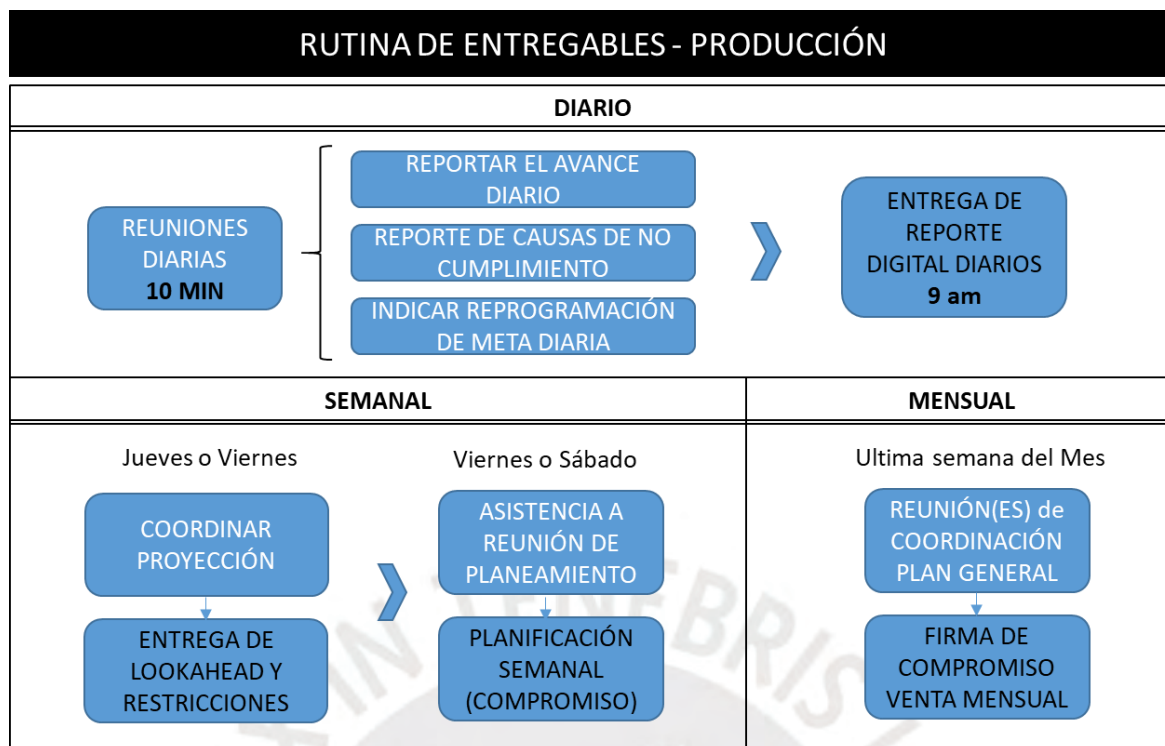 RUTINA DE ENTREGABLES - PRODUCCIÓN
DIARIO
REUNIONES
DIARIAS
10 MIN
REPORTAR EL AVANCE
DIARIO
REPORTE DE CAUSAS DE NO
CUMPLIMIENTO
INDICAR REPROGRAMACIÓN
DE META DIARIA
ENTREGA DE
REPORTE
DIGITAL DIARIOS
9 am
SEMANAL
Jueves o Viernes
COORDINAR
PROYECCIÓN
ENTREGA DE
LOOKAHEAD Y
RESTRICCIONES
Viernes o Sábado
ASISTENCIA A
REUNIÓN DE
PLANEAMIENTO
PLANIFICACIÓN
SEMANAL
(COMPROMISO)
MENSUAL
Ultima semana del Mes
REUNIÓN(ES) de
COORDINACIÓN
PLAN GENERAL
FIRMA DE
COMPROMISO
VENTA MENSUAL
IN TENEBRIS